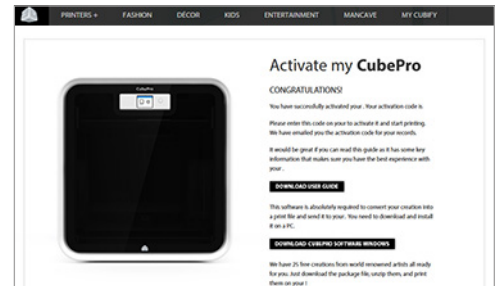 PRINTERS + FASHION DÉCOR KIDS ENTERTAINMENT MANCAVE MY CUBIFY
CubePro
Activate my CubePro
CONGRATULATIONS!
You have successfully activated your . Your activation code is
Please enter this code on your to activate it and start printing.
We have emailed you the activation code for your records.
It would be great if you can read this guide as it has some key
information that makes sure you have the best experience with
your .
DOWNLOAD USER GUIDE
This software is absolutely required to convert your creation into
a print file and send it to your . You need to download and install
it on a PC.
DOWNLOAD CUBEPRO SOFTWARE WINDOWS
We have 25 free creations from world renowned artists all ready
for you. Just download the package file, unzip them, and print
them on your !